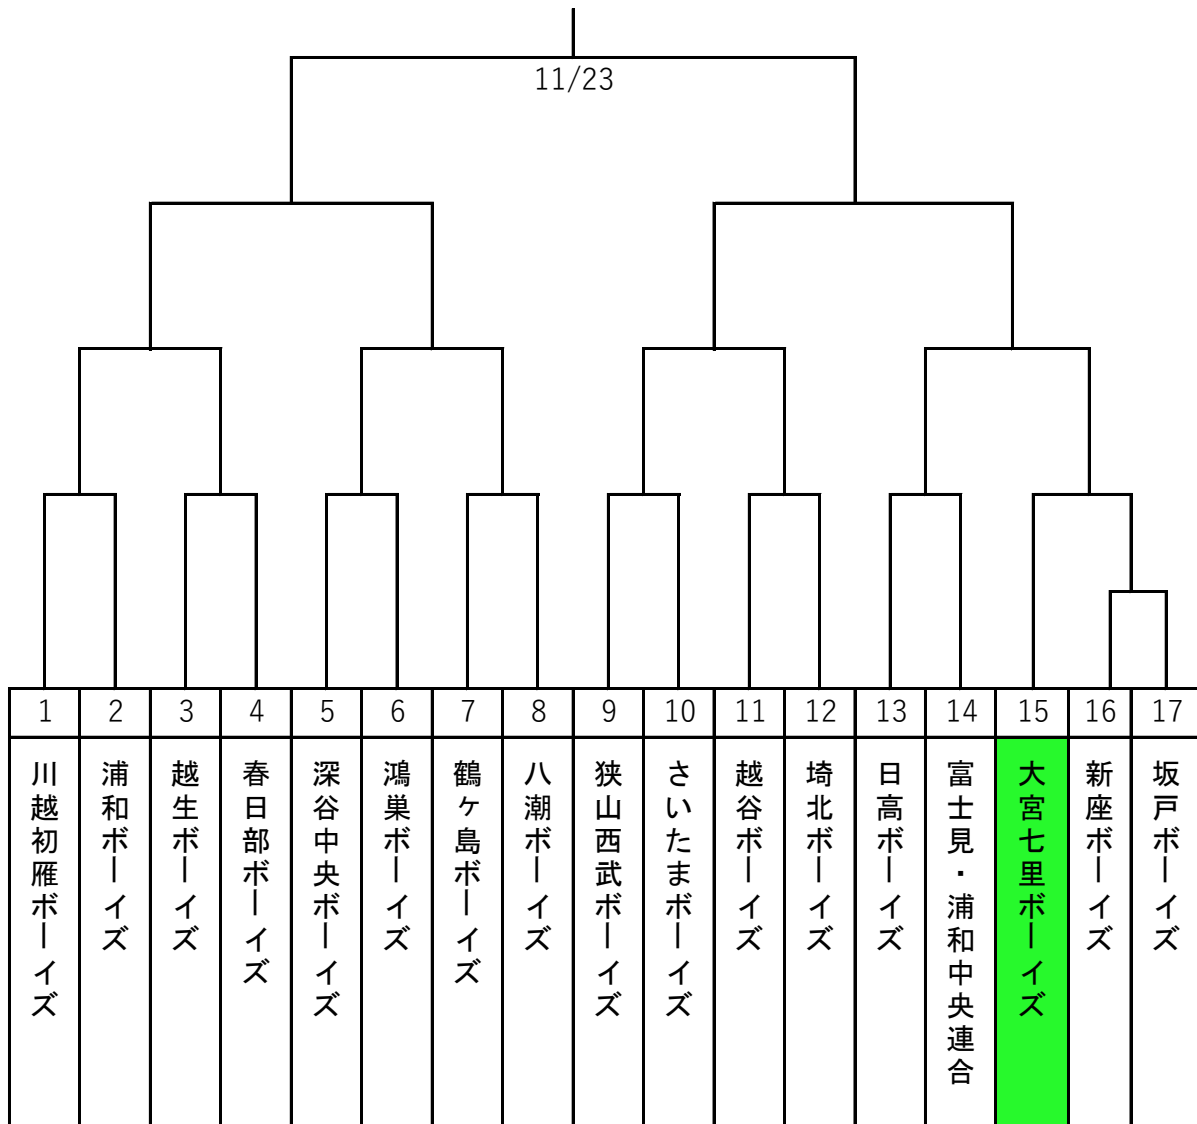 11/23
1
2
3
4
5
6
7
8
9
10
11
12
13
14
15
16
17
川越初雁ボーイズ
浦和ボーイズ
越生ボーイズ
春日部ボーイズ
深谷中央ボーイズ
鴻巣ボーイズ
鶴ヶ島ボーイズ
八潮ボーイズ
狭山西武ボーイズ
さいたまボーイズ
越谷ボーイズ
埼北ボーイズ
日高ボーイズ
富士見・浦和中央連合
大宮七里ボーイズ
新座ボーイズ
坂戸ボーイズ